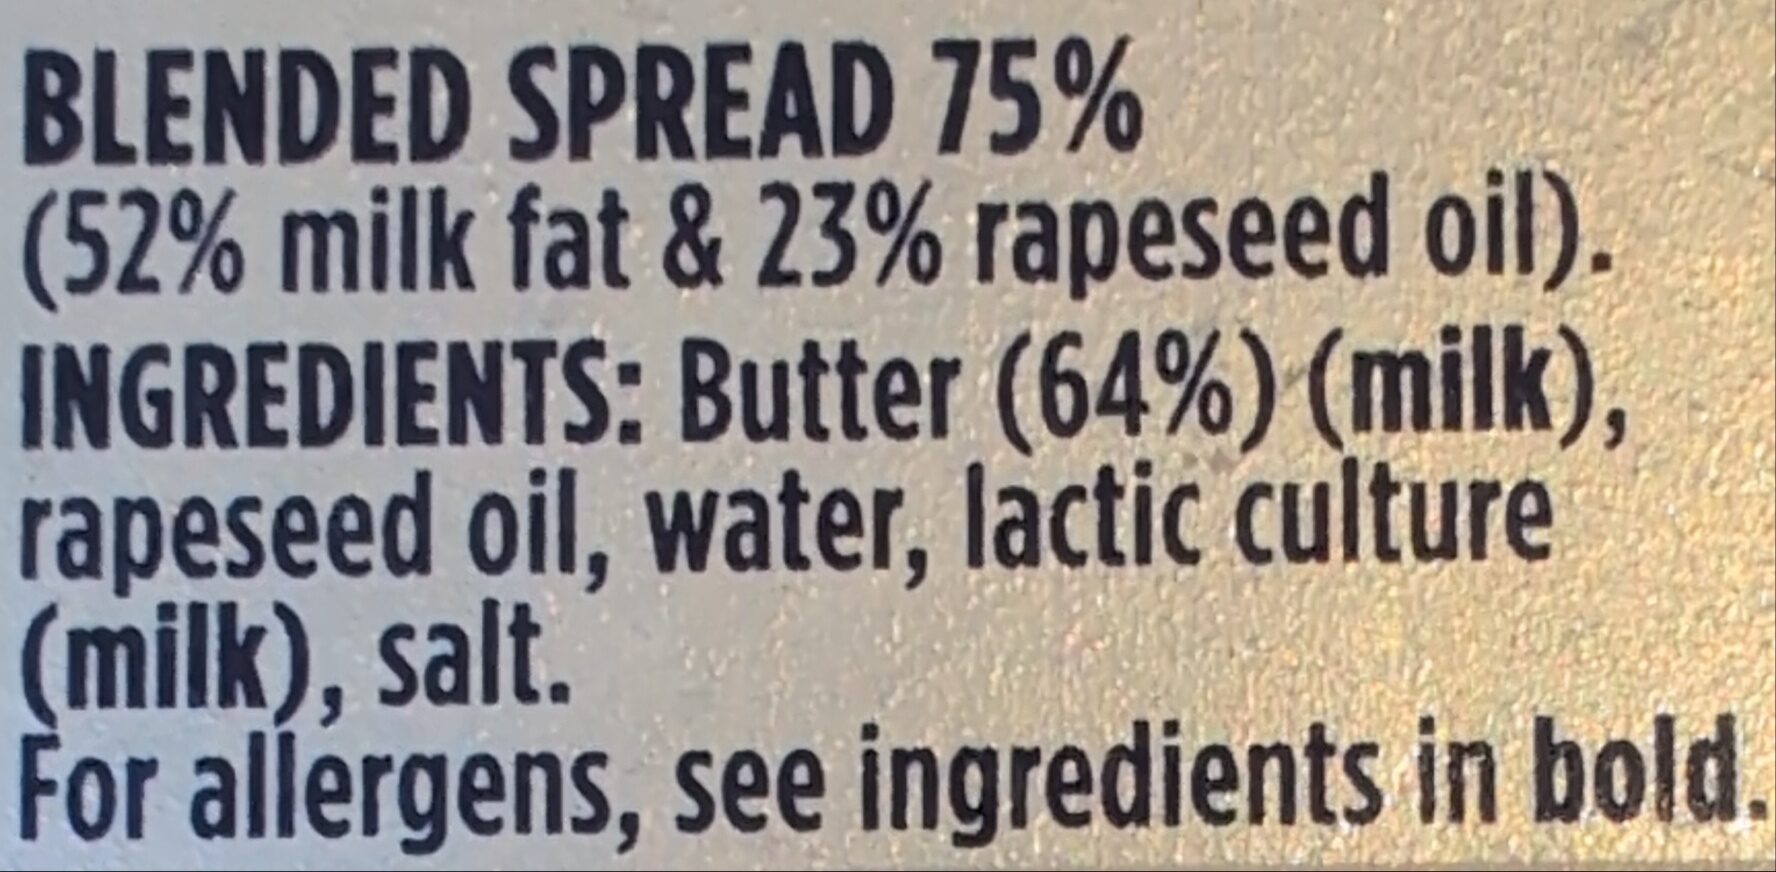 BLENDED SPREAD 75%
(52% milk fat & 23% rapeseed oil).
INGREDIENTS: Butter (64%) (milk),
rapeseed oil, water, lactic culture
(milk), salt.
For allergens, see ingredients in bold.